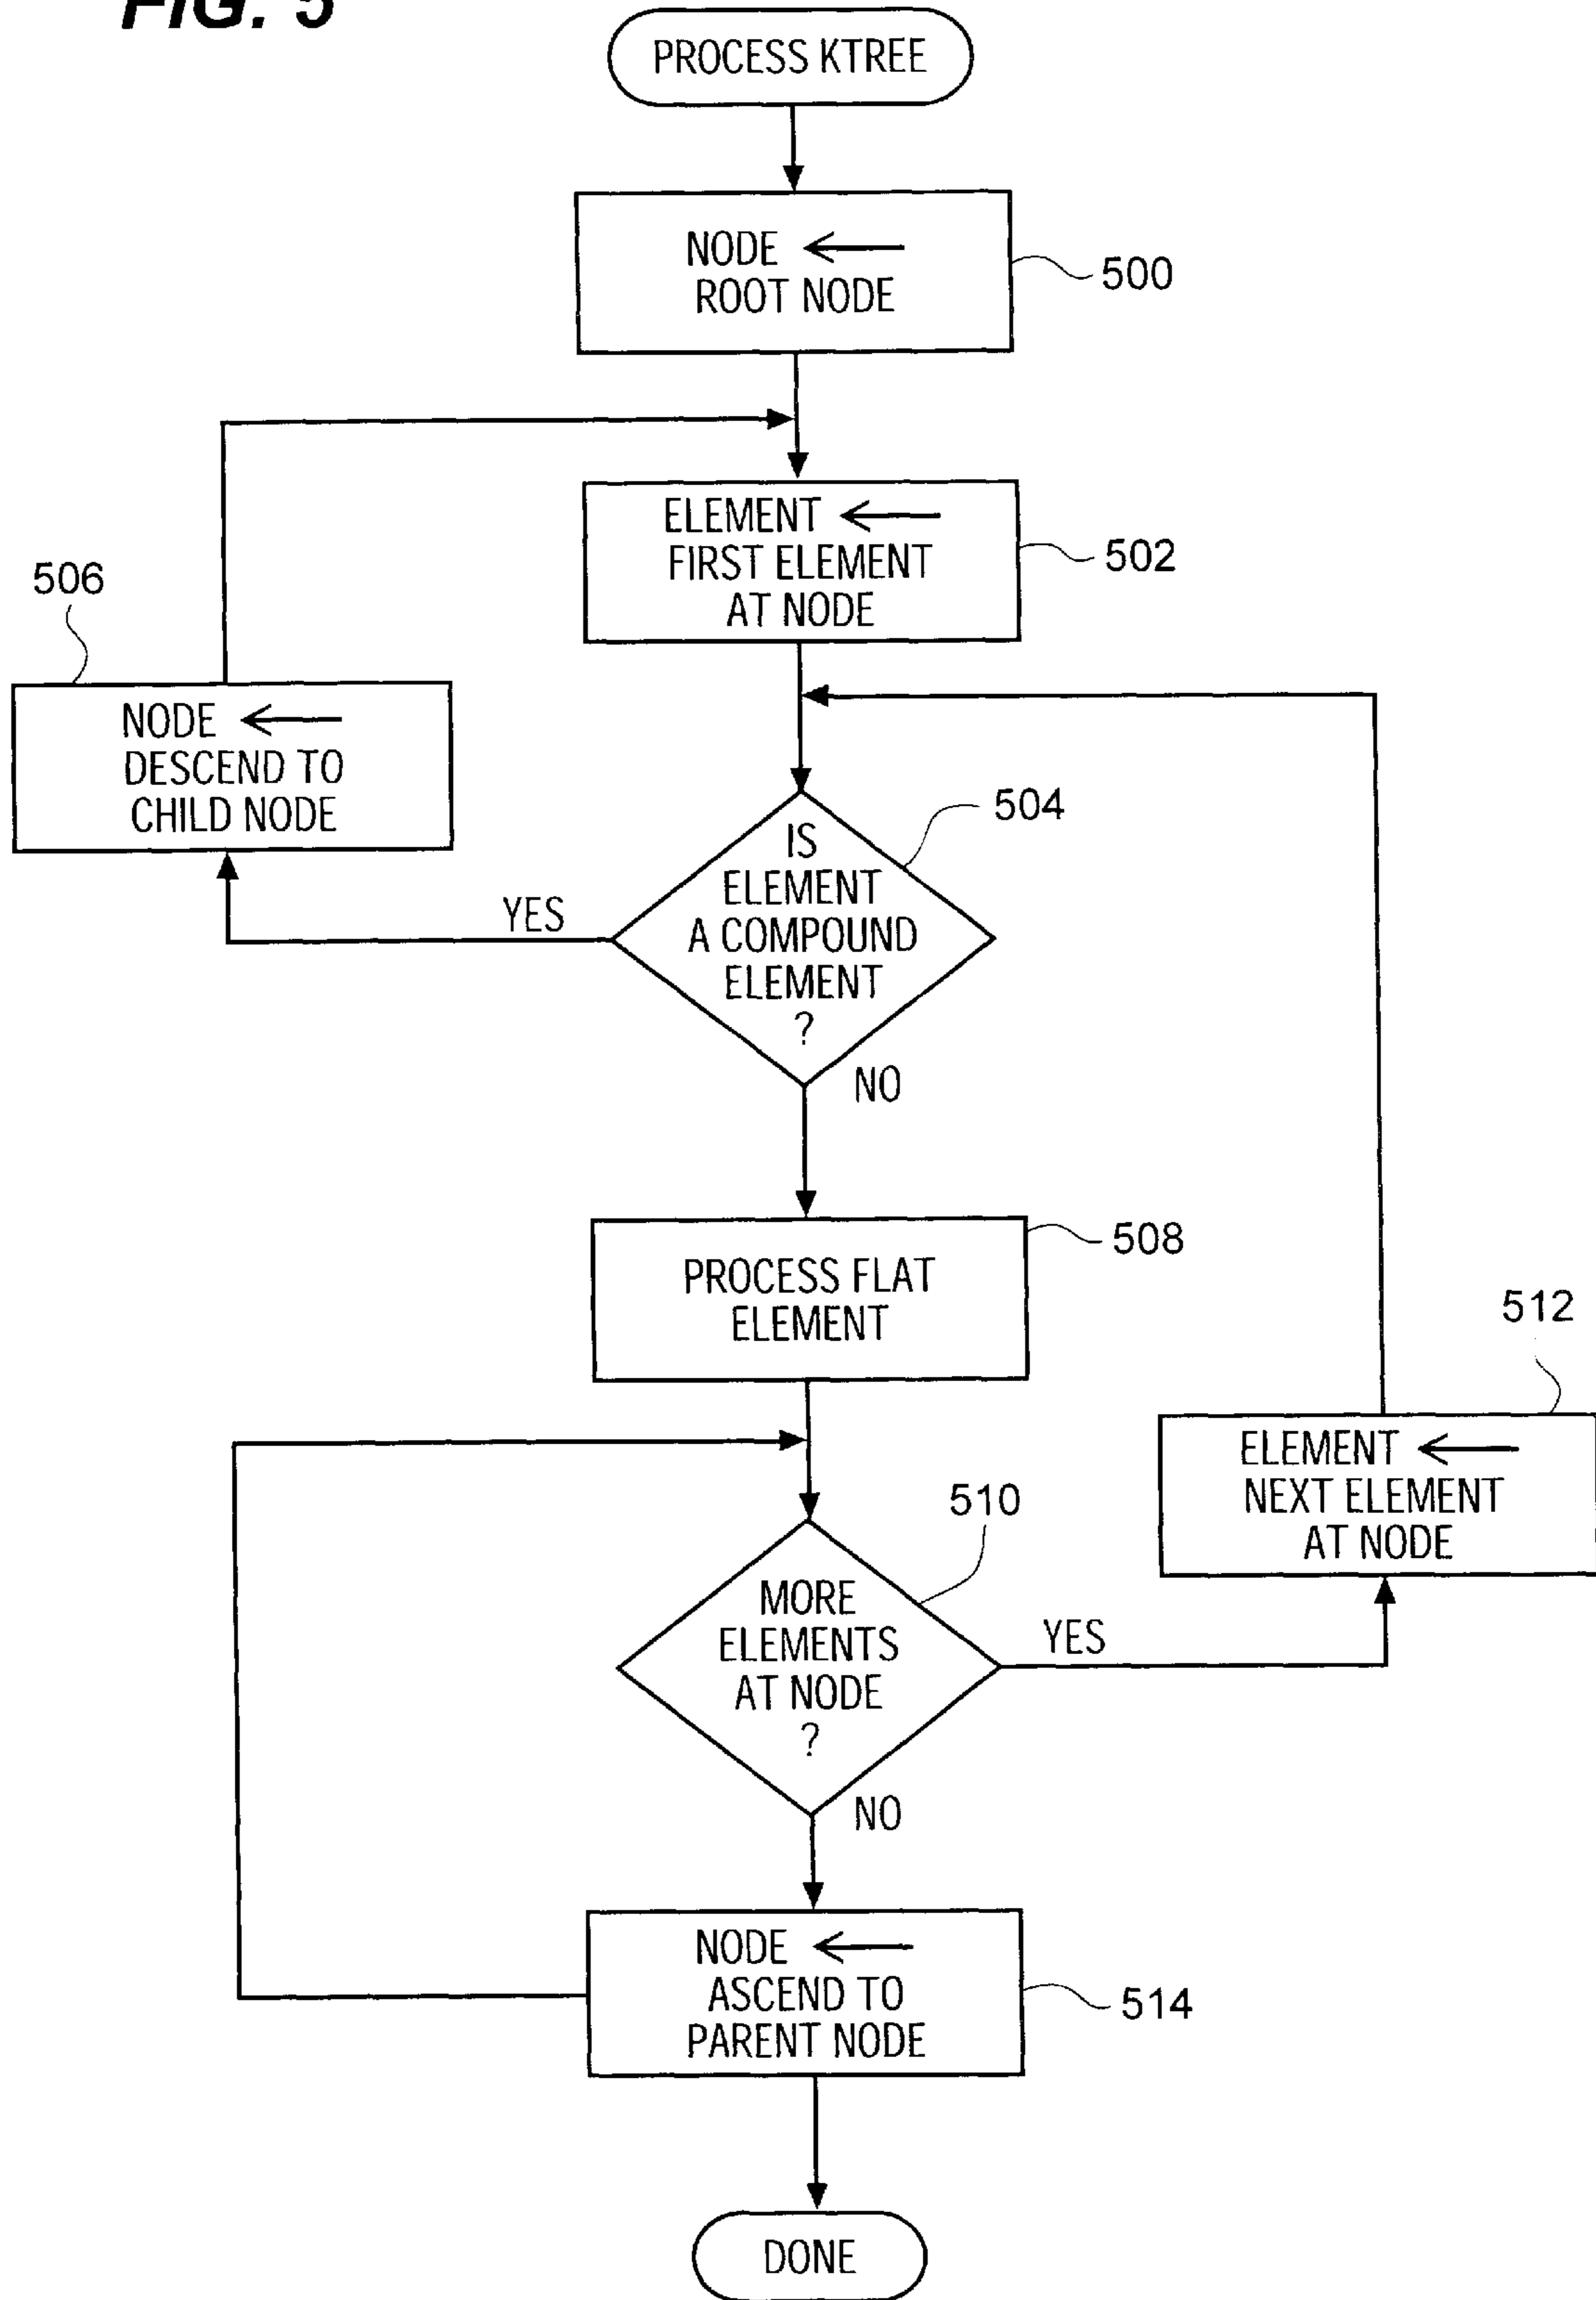 FIG. 5
PROCESS KTREE
NODE ←
ROOT NODE
500
ELEMENT ←
FIRST ELEMENT
AT NODE
502
506
NODE ←
DESCEND TO
CHILD NODE
504
IS
ELEMENT
A COMPOUND
ELEMENT
?
YES
NO
PROCESS FLAT
ELEMENT
508
512
ELEMENT ←
NEXT ELEMENT
AT NODE
510
MORE
ELEMENTS
AT NODE
?
YES
NO
NODE ←
ASCEND TO
PARENT NODE
514
DONE